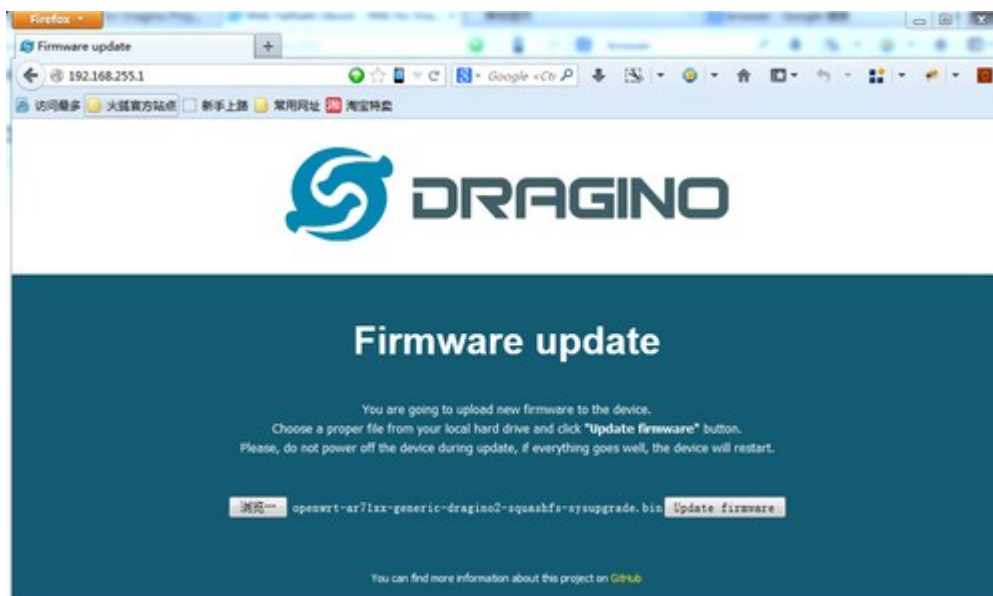 Firefox
Firmware update
192.168.255.1
Google <Ctr
访问最多 火狐官方站点 新手上路 常用网址 淘宝特卖
DRAGINO
Firmware update
You are going to upload new firmware to the device.
Choose a proper file from your local hard drive and click "Update firmware" button.
Please, do not power off the device during update, if everything goes well, the device will restart.
浏览… openwrt-ar71xx-generic-dragino2-squashfs-sysupgrade.bin Update firmware
You can find more information about this project on GitHub